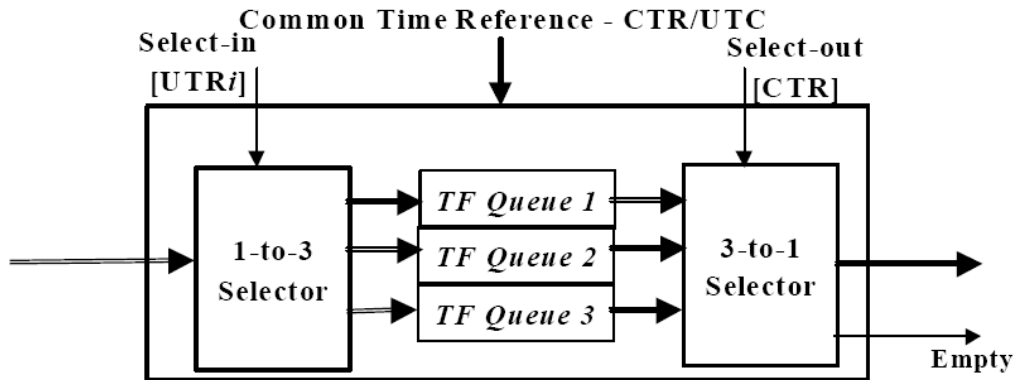 Common Time Reference - CTR/UTC
Select-in
[UTRi]
Select-out
[CTR]
1-to-3
Selector
TF Queue 1
TF Queue 2
TF Queue 3
3-to-1
Selector
Empty